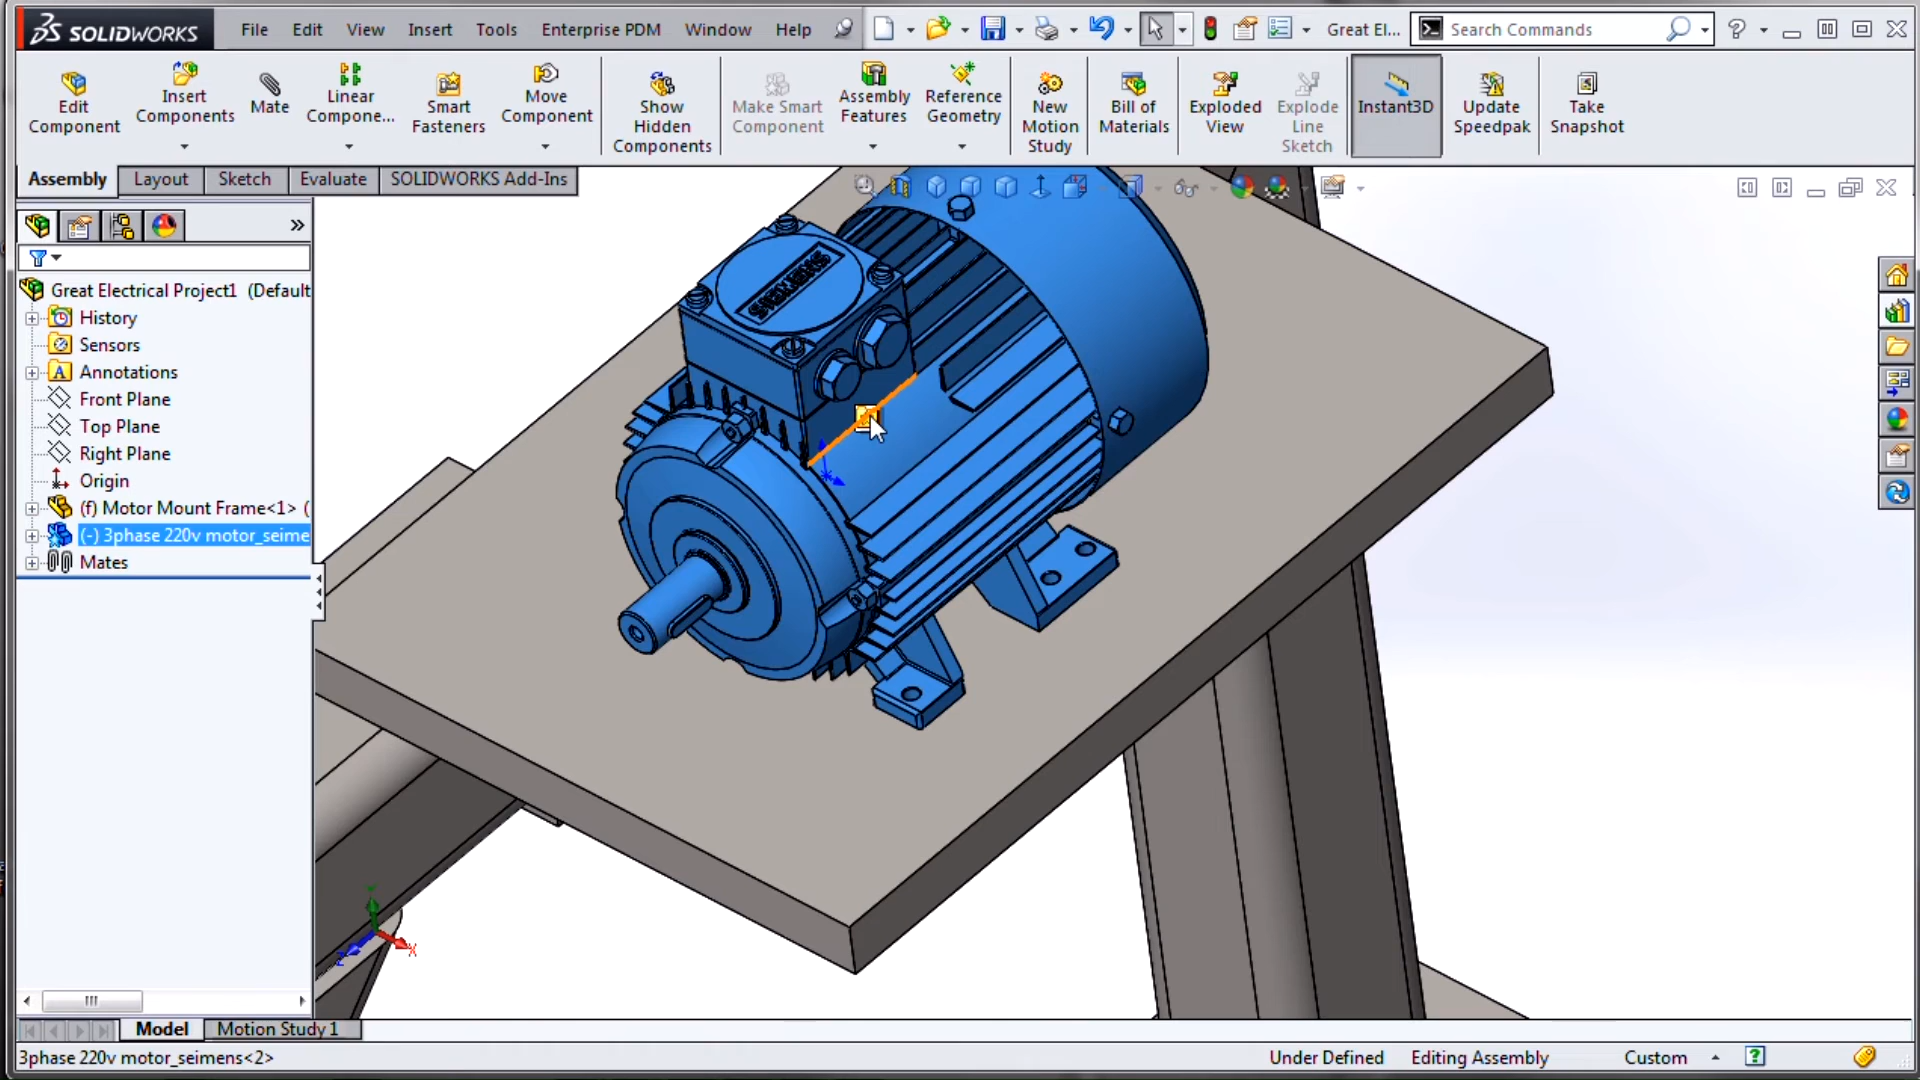 SOLIDWORKS File Edit View Insert Tools Enterprise PDM Window Help Great El... Search Commands
Edit Component
Insert Components
Mate
Linear Compone...
Smart Fasteners
Move Component
Show Hidden Components
Make Smart Component
Assembly Features
Reference Geometry
New Motion Study
Bill of Materials
Exploded View
Explode Line Sketch
Instant3D
Update Speedpak
Take Snapshot
Assembly Layout Sketch Evaluate SOLIDWORKS Add-Ins
Great Electrical Project1 (Default
History
Sensors
Annotations
Front Plane
Top Plane
Right Plane
Origin
(f) Motor Mount Frame<1> (
(-) 3phase 220v motor_seime
Mates
SIEMENS
Y
X
Z
Model Motion Study 1
3phase 220v motor_seimens<2> Under Defined Editing Assembly Custom